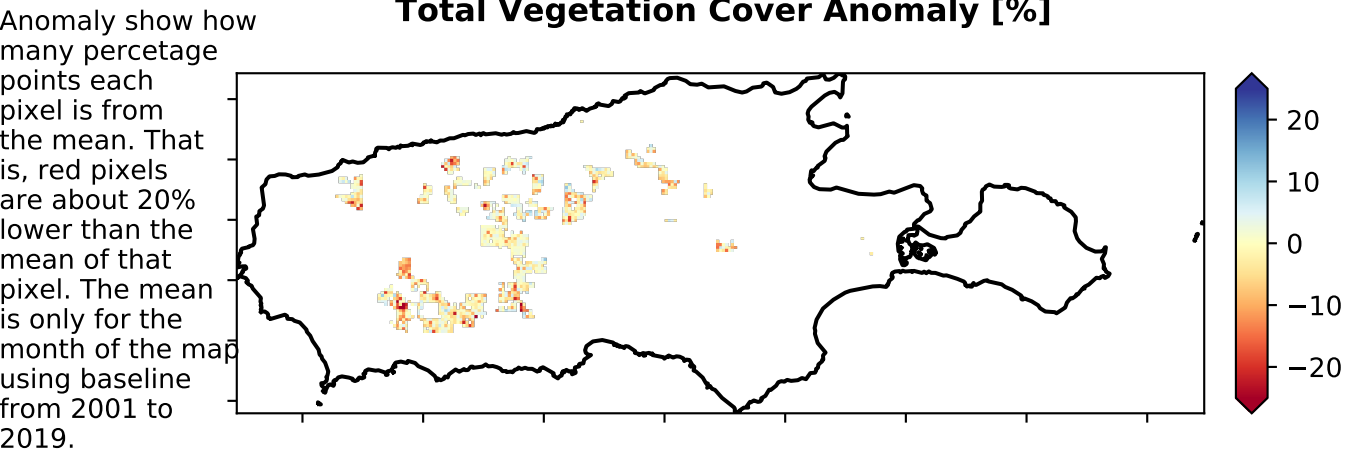 Total Vegetation Cover Anomaly [%]
Anomaly show how
many percetage
points each
pixel is from
the mean. That
is, red pixels
are about 20%
lower than the
mean of that
pixel. The mean
is only for the
month of the map
using baseline
from 2001 to
2019.
20
10
0
−10
−20